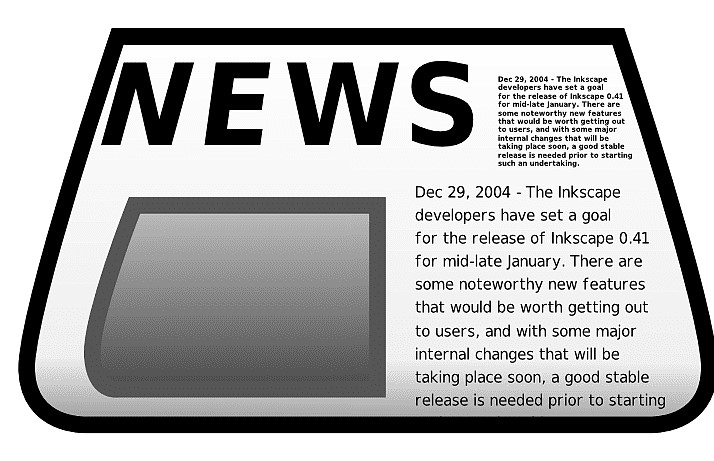 NEWS
Dec 29, 2004 - The Inkscape
developers have set a goal
for the release of Inkscape 0.41
for mid-late January. There are
some noteworthy new features
that would be worth getting out
to users, and with some major
internal changes that will be
taking place soon, a good stable
release is needed prior to starting
such an undertaking.
Dec 29, 2004 - The Inkscape
developers have set a goal
for the release of Inkscape 0.41
for mid-late January. There are
some noteworthy new features
that would be worth getting out
to users, and with some major
internal changes that will be
taking place soon, a good stable
release is needed prior to starting